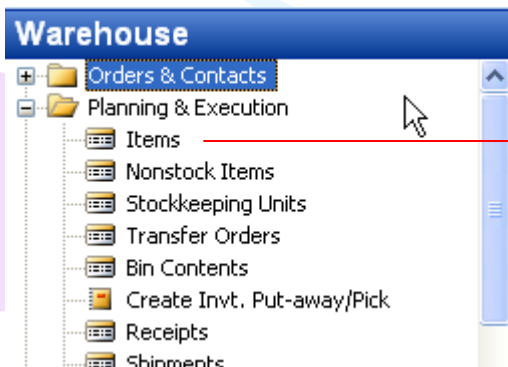 Warehouse
Orders & Contacts
Planning & Execution
Items
Nonstock Items
Stockkeeping Units
Transfer Orders
Bin Contents
Create Invt. Put-away/Pick
Receipts
Shipments